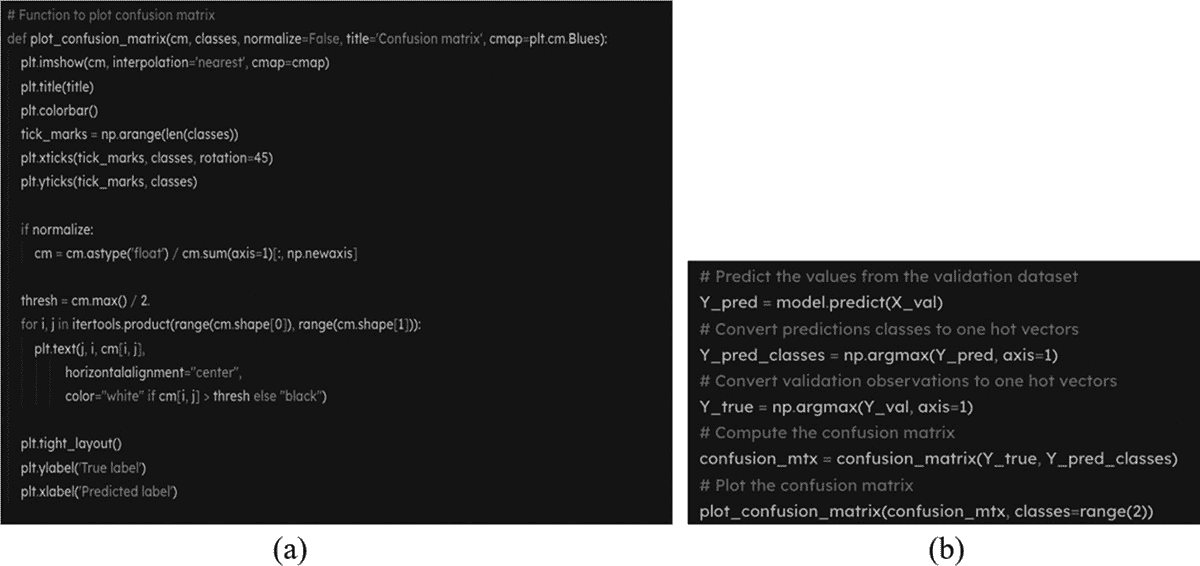 # Function to plot confusion matrix
def plot_confusion_matrix(cm, classes, normalize=False, title='Confusion matrix', cmap=plt.cm.Blues):
plt.imshow(cm, interpolation='nearest', cmap=cmap)
plt.title(title)
plt.colorbar()
tick_marks = np.arange(len(classes))
plt.xticks(tick_marks, classes, rotation=45)
plt.yticks(tick_marks, classes)
if normalize:
cm = cm.astype('float') / cm.sum(axis=1)[:, np.newaxis]
thresh = cm.max() / 2.
for i, j in itertools.product(range(cm.shape[0]), range(cm.shape[1])):
plt.text(j, i, cm[i, j],
horizontalalignment="center",
color="white" if cm[i, j] > thresh else "black")
plt.tight_layout()
plt.ylabel('True label')
plt.xlabel('Predicted label')
(a)
# Predict the values from the validation dataset
Y_pred = model.predict(X_val)
# Convert predictions classes to one hot vectors
Y_pred_classes = np.argmax(Y_pred, axis=1)
# Convert validation observations to one hot vectors
Y_true = np.argmax(Y_val, axis=1)
# Compute the confusion matrix
confusion_mtx = confusion_matrix(Y_true, Y_pred_classes)
# Plot the confusion matrix
plot_confusion_matrix(confusion_mtx, classes=range(2))
(b)